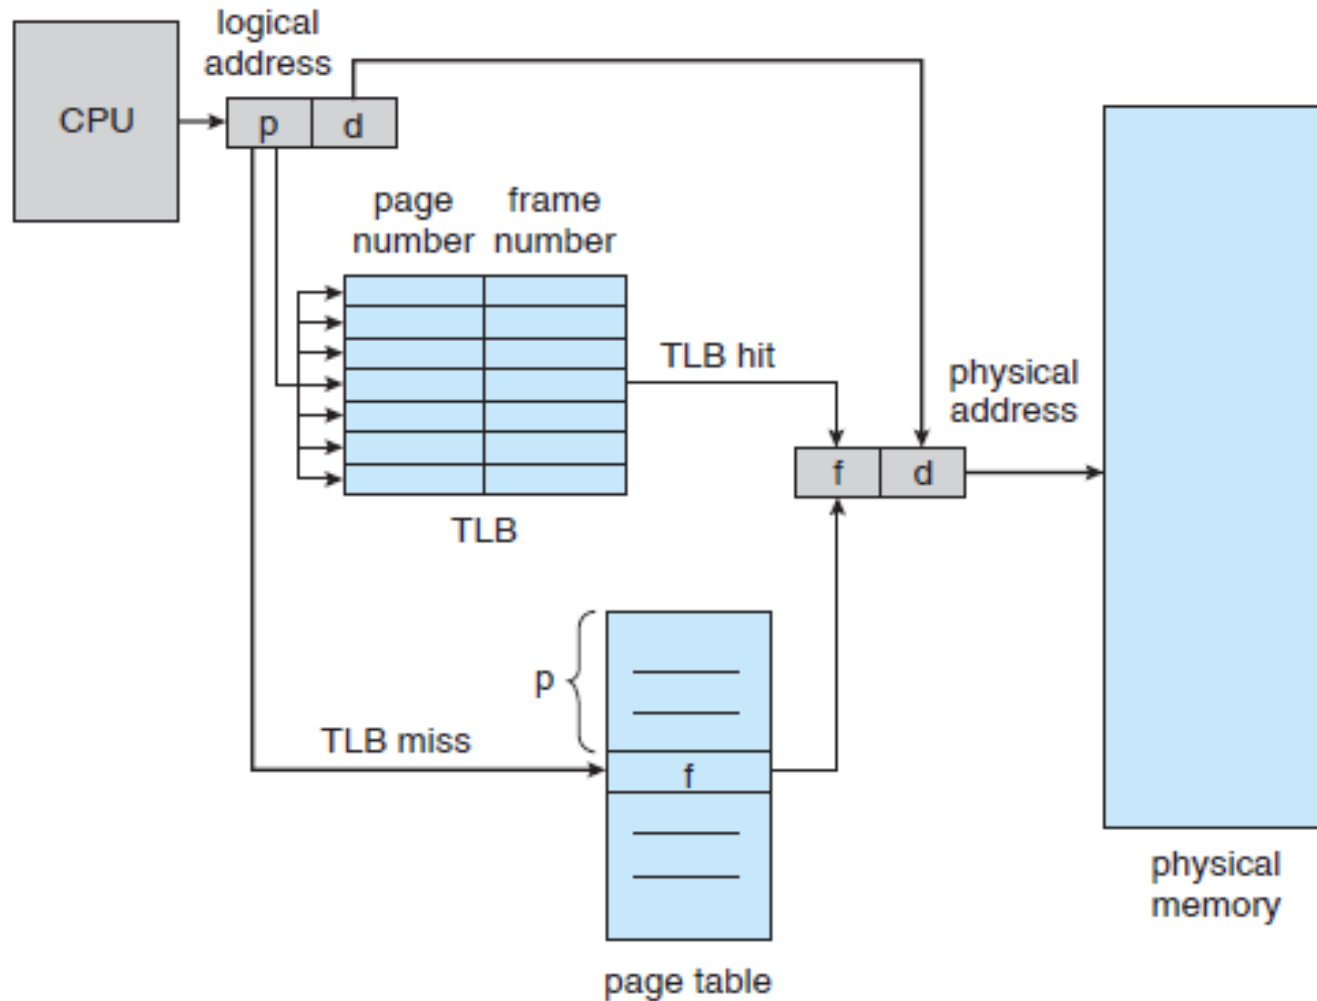 logical
address
CPU
p
d
page
number
frame
number
TLB hit
physical
address
f
d
TLB
p
TLB miss
f
physical
memory
page table